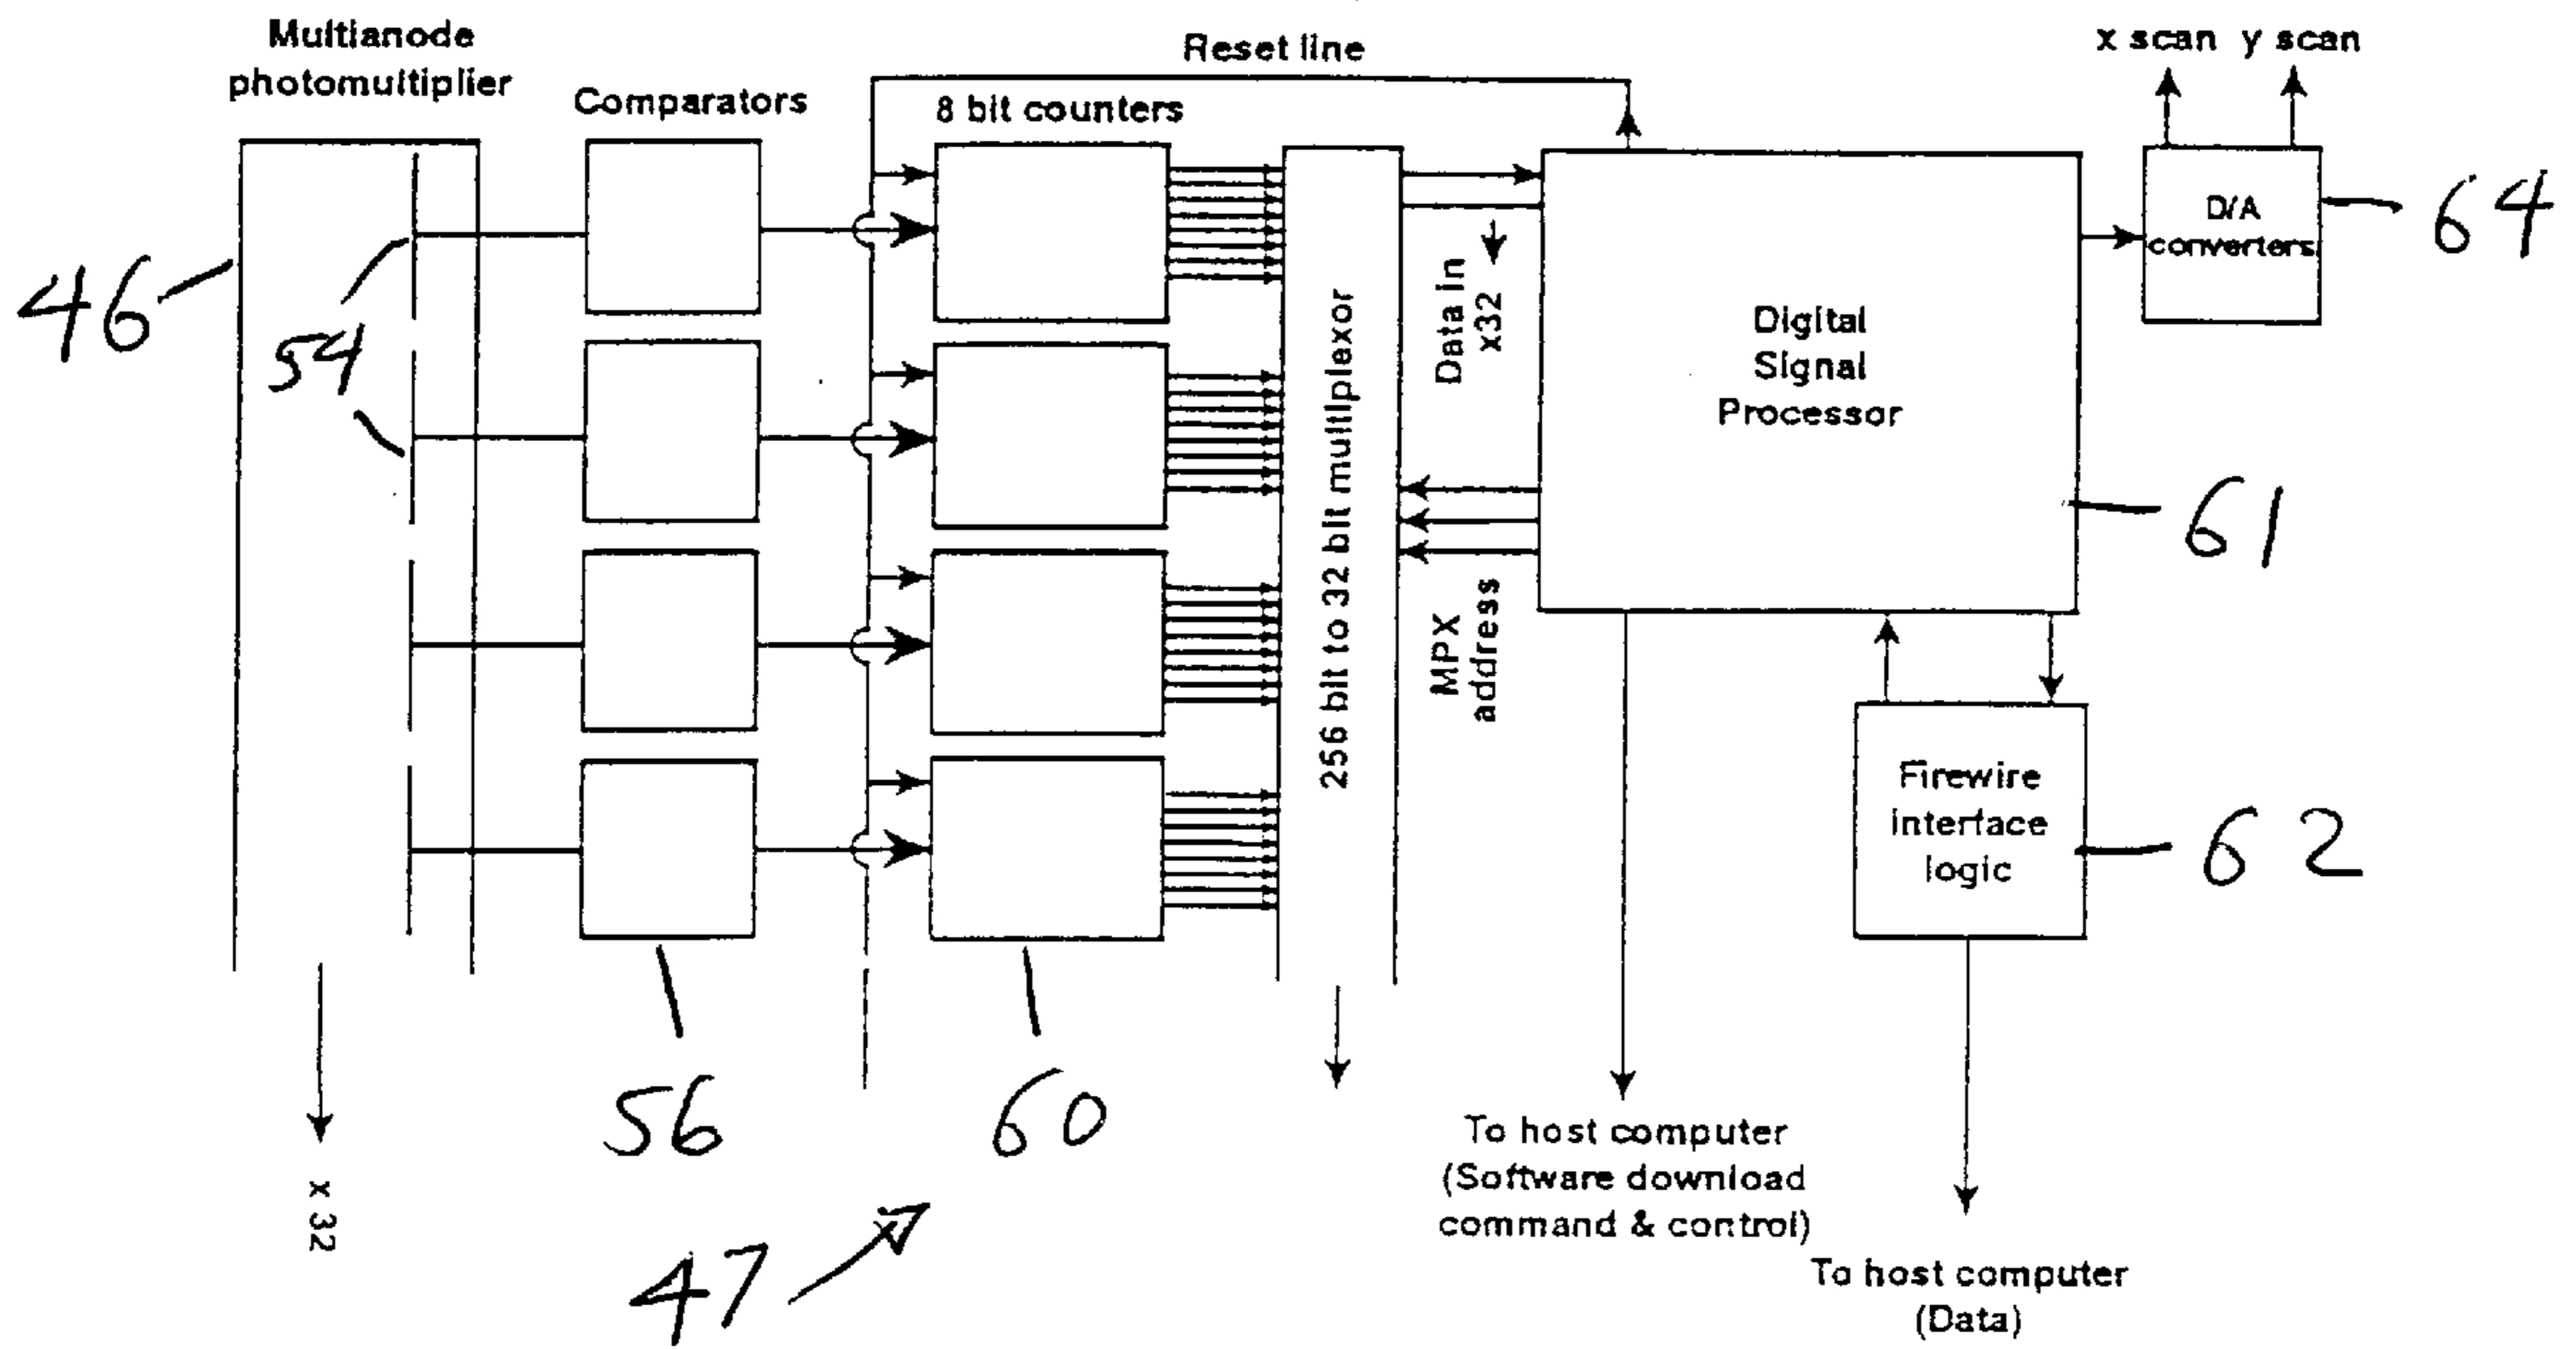 Multianode
photomultiplier
Comparators
Reset line
8 bit counters
x scan y scan
D/A
converters
64
46
54
256 bit to 32 bit multiplexor
Data in
x32
Digital
Signal
Processor
61
MPX
address
Firewire
interface
logic
62
56
60
x 32
47
To host computer
(Software download
command & control)
To host computer
(Data)